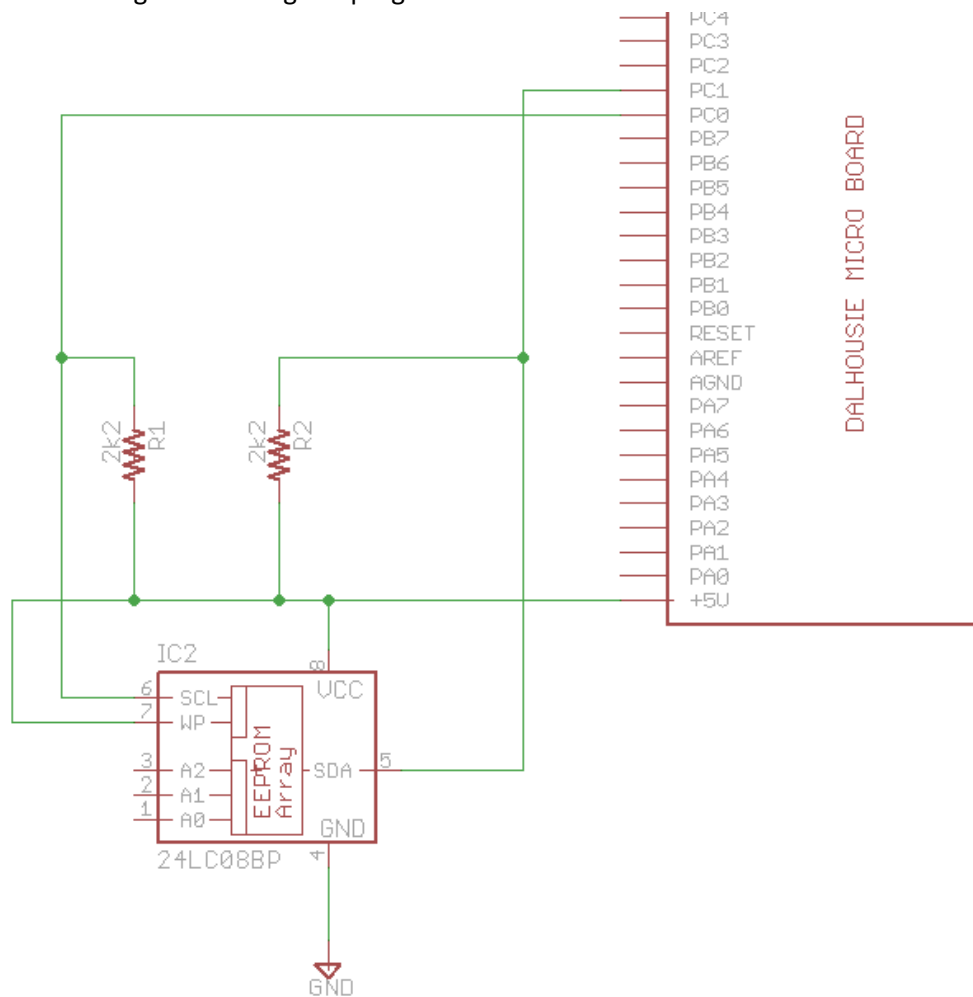 PC4
PC3
PC2
PC1
PC0
PB7
PB6
PB5
PB4
PB3
PB2
PB1
PB0
RESET
AREF
AGND
PA7
PA6
PA5
PA4
PA3
PA2
PA1
PA0
+5V
DALHOUSIE MICRO BOARD
2k2
R1
2k2
R2
IC2
8
VCC
6 SCL
7 WP
3 A2
2 A1
1 A0
EEPROM
Array
SDA 5
GND
4
24LC08BP
GND